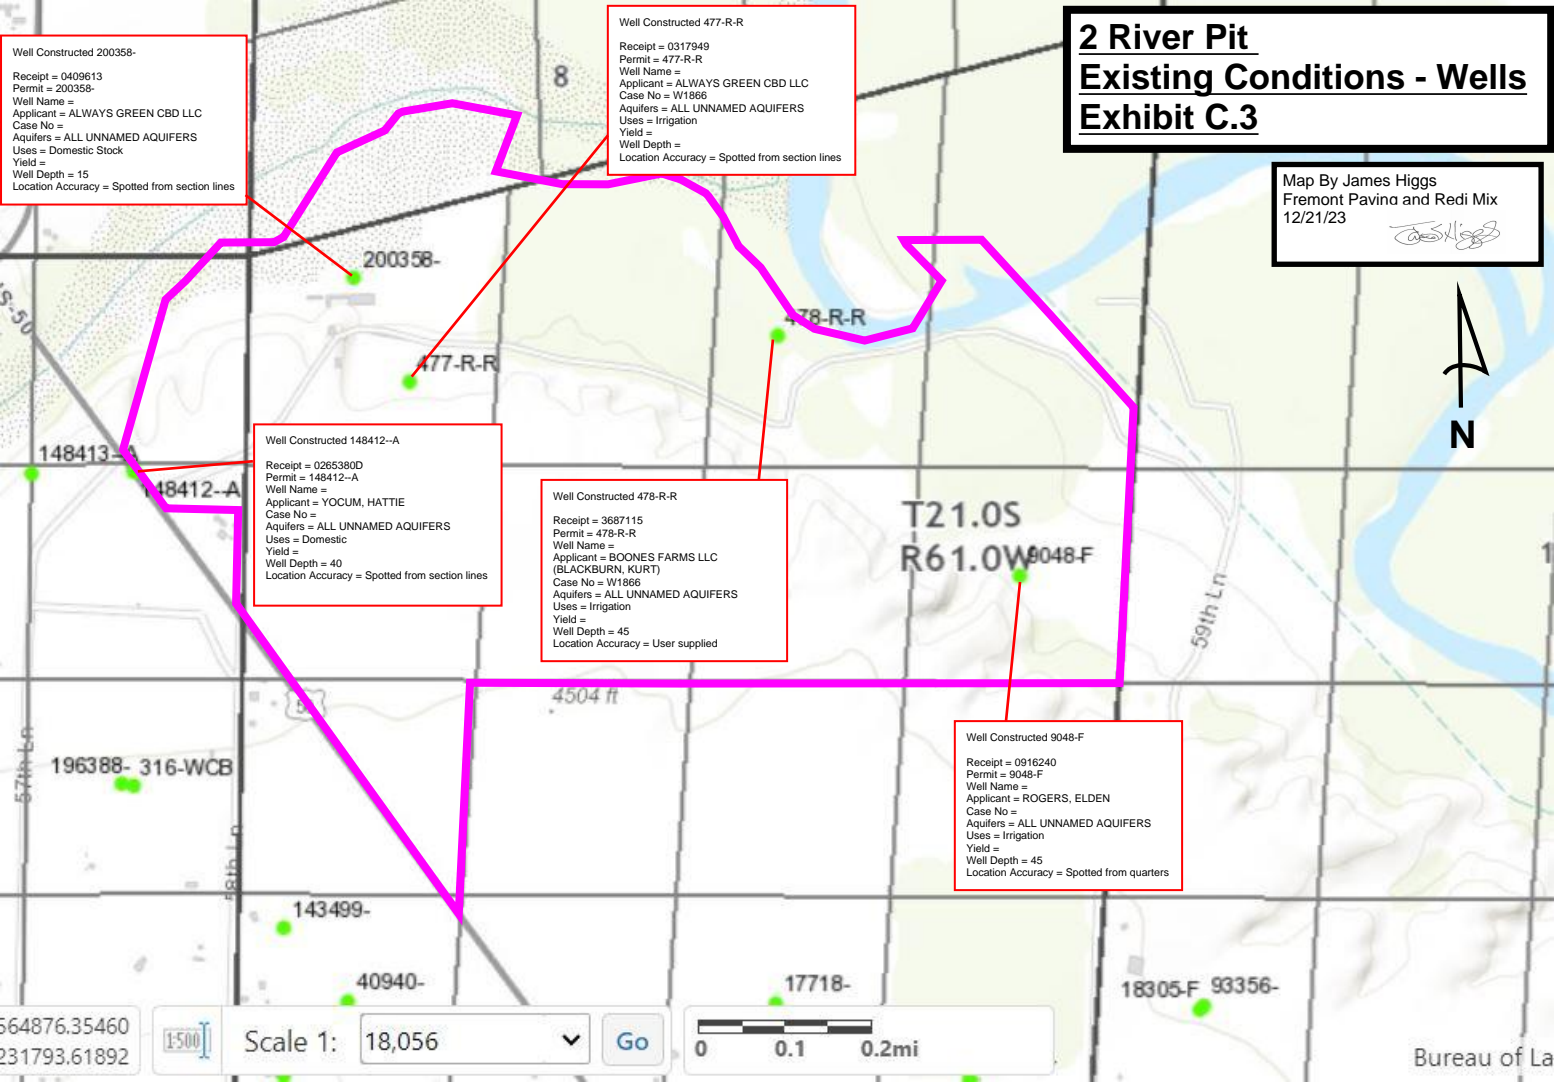 2 River Pit
Existing Conditions - Wells
Exhibit C.3
Map By James Higgs
Fremont Paving and Redi Mix
12/21/23
N
Well Constructed 200358-
Receipt = 0409613
Permit = 200358-
Well Name =
Applicant = ALWAYS GREEN CBD LLC
Case No =
Aquifers = ALL UNNAMED AQUIFERS
Uses = Domestic Stock
Yield =
Well Depth = 15
Location Accuracy = Spotted from section lines
Well Constructed 477-R-R
Receipt = 0317949
Permit = 477-R-R
Well Name =
Applicant = ALWAYS GREEN CBD LLC
Case No = W1866
Aquifers = ALL UNNAMED AQUIFERS
Uses = Irrigation
Yield =
Well Depth =
Location Accuracy = Spotted from section lines
8
200358-
478-R-R
477-R-R
148413--A
148412--A
Well Constructed 148412--A
Receipt = 0265380D
Permit = 148412--A
Well Name =
Applicant = YOCUM, HATTIE
Case No =
Aquifers = ALL UNNAMED AQUIFERS
Uses = Domestic
Yield =
Well Depth = 40
Location Accuracy = Spotted from section lines
Well Constructed 478-R-R
Receipt = 3687115
Permit = 478-R-R
Well Name =
Applicant = BOONES FARMS LLC
(BLACKBURN, KURT)
Case No = W1866
Aquifers = ALL UNNAMED AQUIFERS
Uses = Irrigation
Yield =
Well Depth = 45
Location Accuracy = User supplied
T21.0S
R61.0W
9048-F
59th Ln
4504 ft
57th Ln
196388-
316-WCB
58th Ln
Well Constructed 9048-F
Receipt = 0916240
Permit = 9048-F
Well Name =
Applicant = ROGERS, ELDEN
Case No =
Aquifers = ALL UNNAMED AQUIFERS
Uses = Irrigation
Yield =
Well Depth = 45
Location Accuracy = Spotted from quarters
143499-
40940-
17718-
18305-F
93356-
564876.35460
231793.61892
1:500
Scale 1:
18,056
Go
0 0.1 0.2mi
Bureau of La